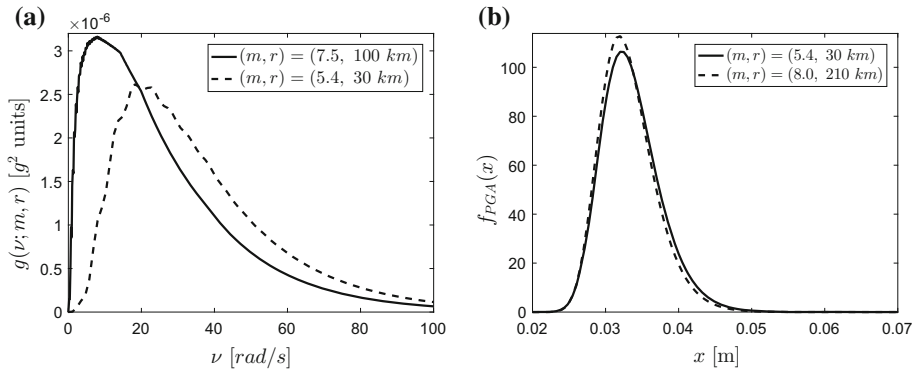 (a)
×10⁻⁶
3
2.5
2
1.5
1
0.5
0
g(ν; m, r) [g² units]
(m, r) = (7.5, 100 km)
(m, r) = (5.4, 30 km)
0 20 40 60 80 100
ν [rad/s]
(b)
100
80
60
40
20
0
f_PGA(x)
(m, r) = (5.4, 30 km)
(m, r) = (8.0, 210 km)
0.02 0.03 0.04 0.05 0.06 0.07
x [m]